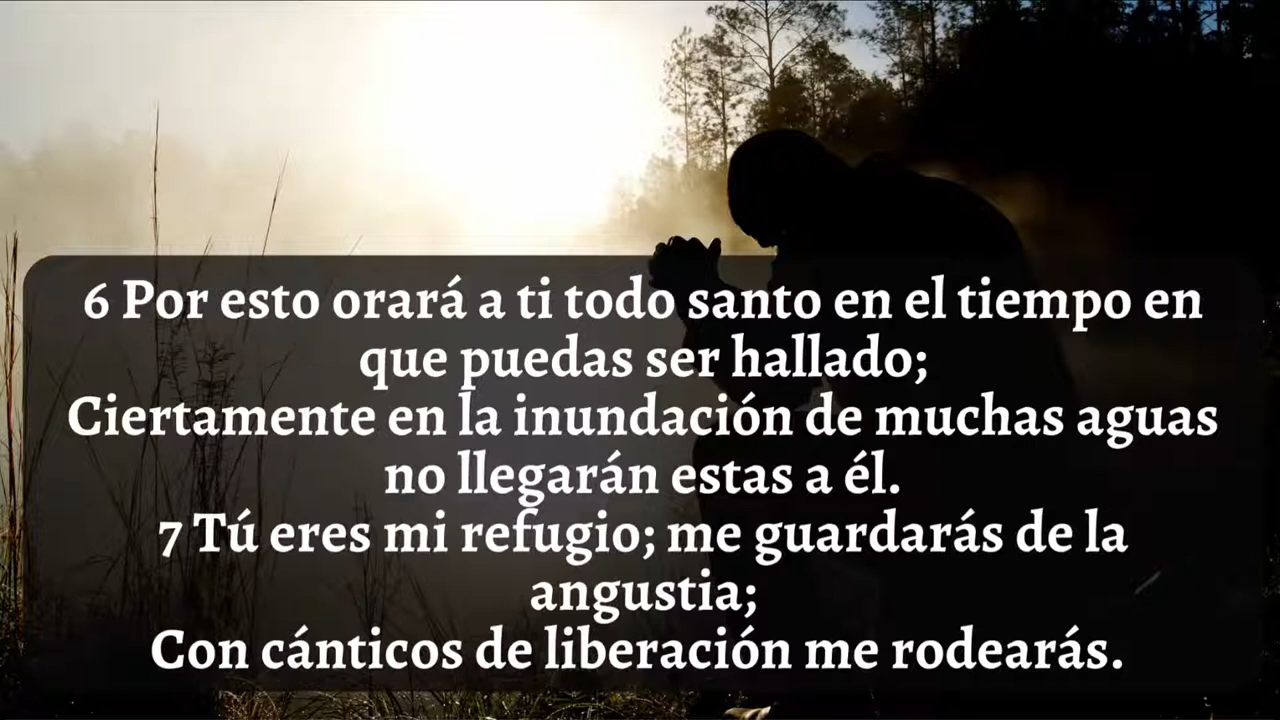 6 Por esto orará a ti todo santo en el tiempo en
que puedas ser hallado;
Ciertamente en la inundación de muchas aguas
no llegarán estas a él.
7 Tú eres mi refugio; me guardarás de la
angustia;
Con cánticos de liberación me rodearás.